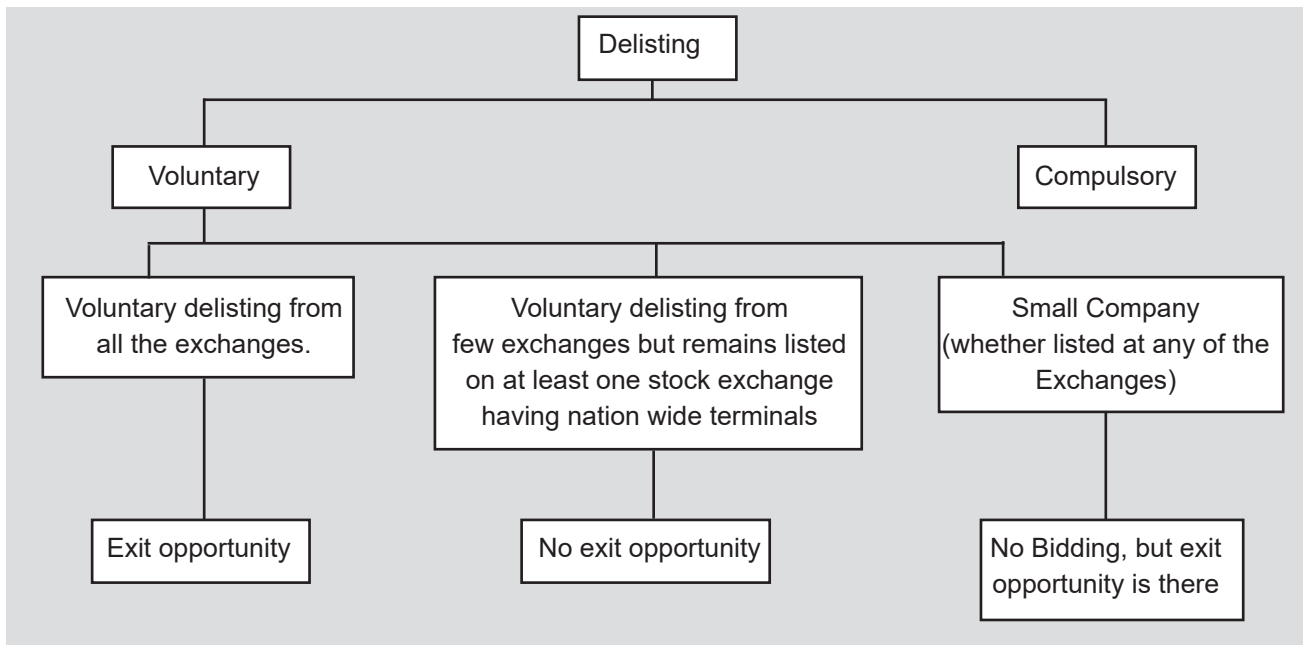 Delisting
Voluntary
Compulsory
Voluntary delisting from
all the exchanges.
Voluntary delisting from
few exchanges but remains listed
on at least one stock exchange
having nation wide terminals
Small Company
(whether listed at any of the
Exchanges)
Exit opportunity
No exit opportunity
No Bidding, but exit
opportunity is there